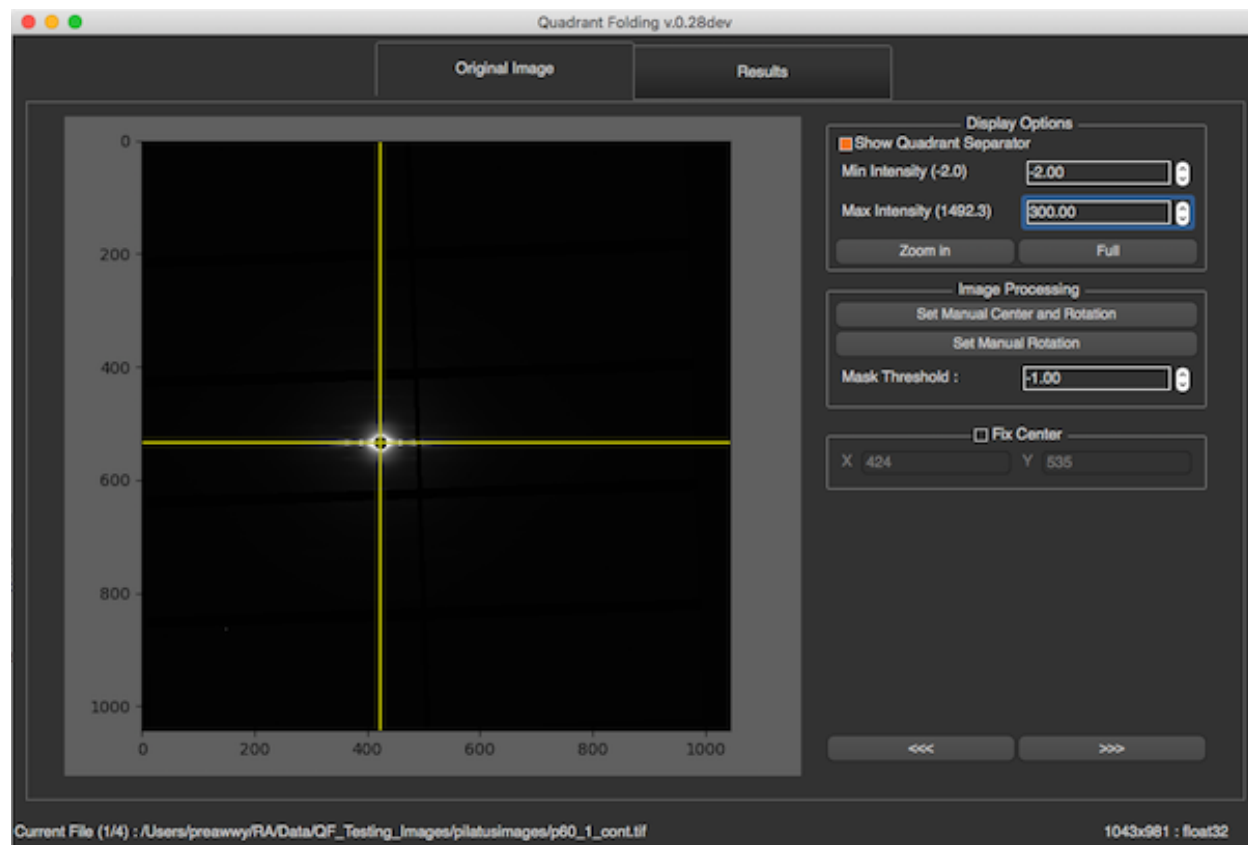 Quadrant Folding v.0.28dev
Original Image
Results
0
200
400
600
800
1000
0
200
400
600
800
1000
Display Options
Show Quadrant Separator
Min Intensity (-2.0)
-2.00
Max Intensity (1492.3)
300.00
Zoom in
Full
Image Processing
Set Manual Center and Rotation
Set Manual Rotation
Mask Threshold :
-1.00
Fix Center
X 424
Y 535
<<<
>>>
Current File (1/4) : /Users/preawwy/RA/Data/QF_Testing_Images/pilatusimages/p60_1_cont.tif
1043x981 : float32